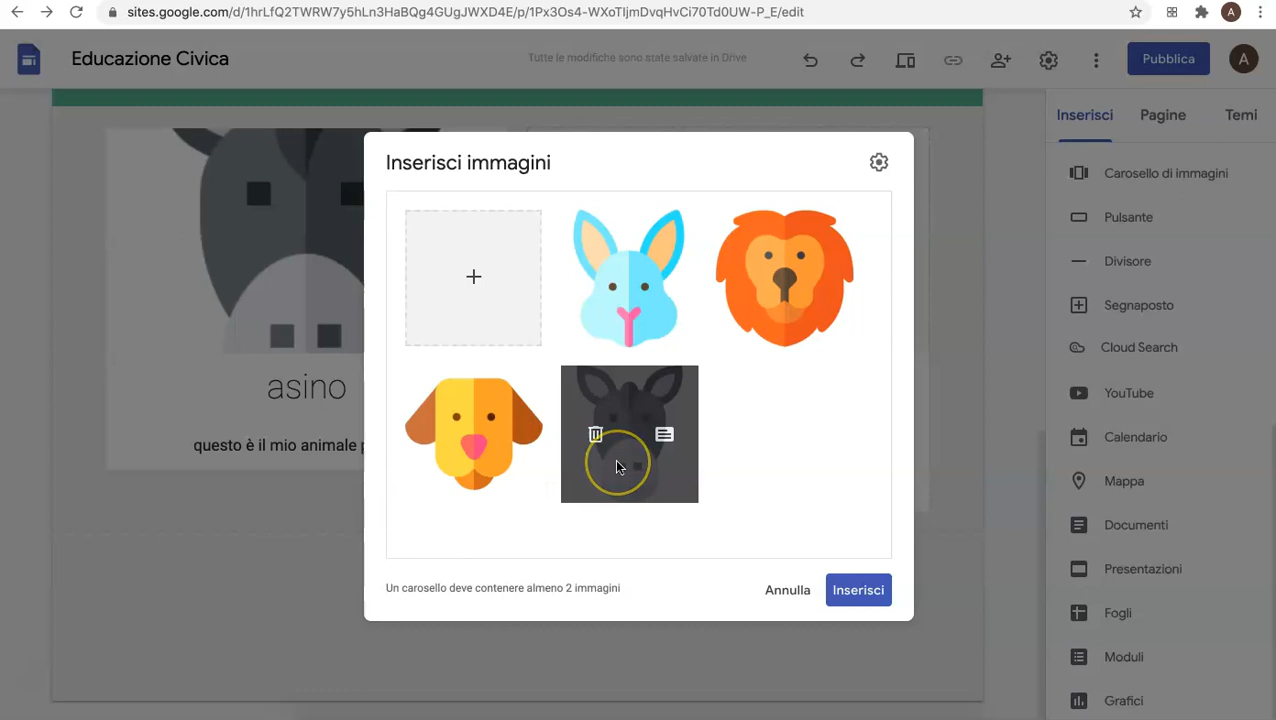 sites.google.com/d/1hrLfQ2TWRW7y5hLn3HaBQg4GUgJWXD4E/p/1Px3Os4-WXoTljmDvqHvCi70Td0UW-P_E/edit
A
Educazione Civica
Tutte le modifiche sono state salvate in Drive
Pubblica
A
Inserisci
Pagine
Temi
Inserisci immagini
Carosello di immagini
Pulsante
Divisore
Segnaposto
Cloud Search
YouTube
Calendario
Mappa
Documenti
Presentazioni
Fogli
Moduli
Grafici
asino
questo è il mio animale p
Un carosello deve contenere almeno 2 immagini
Annulla
Inserisci